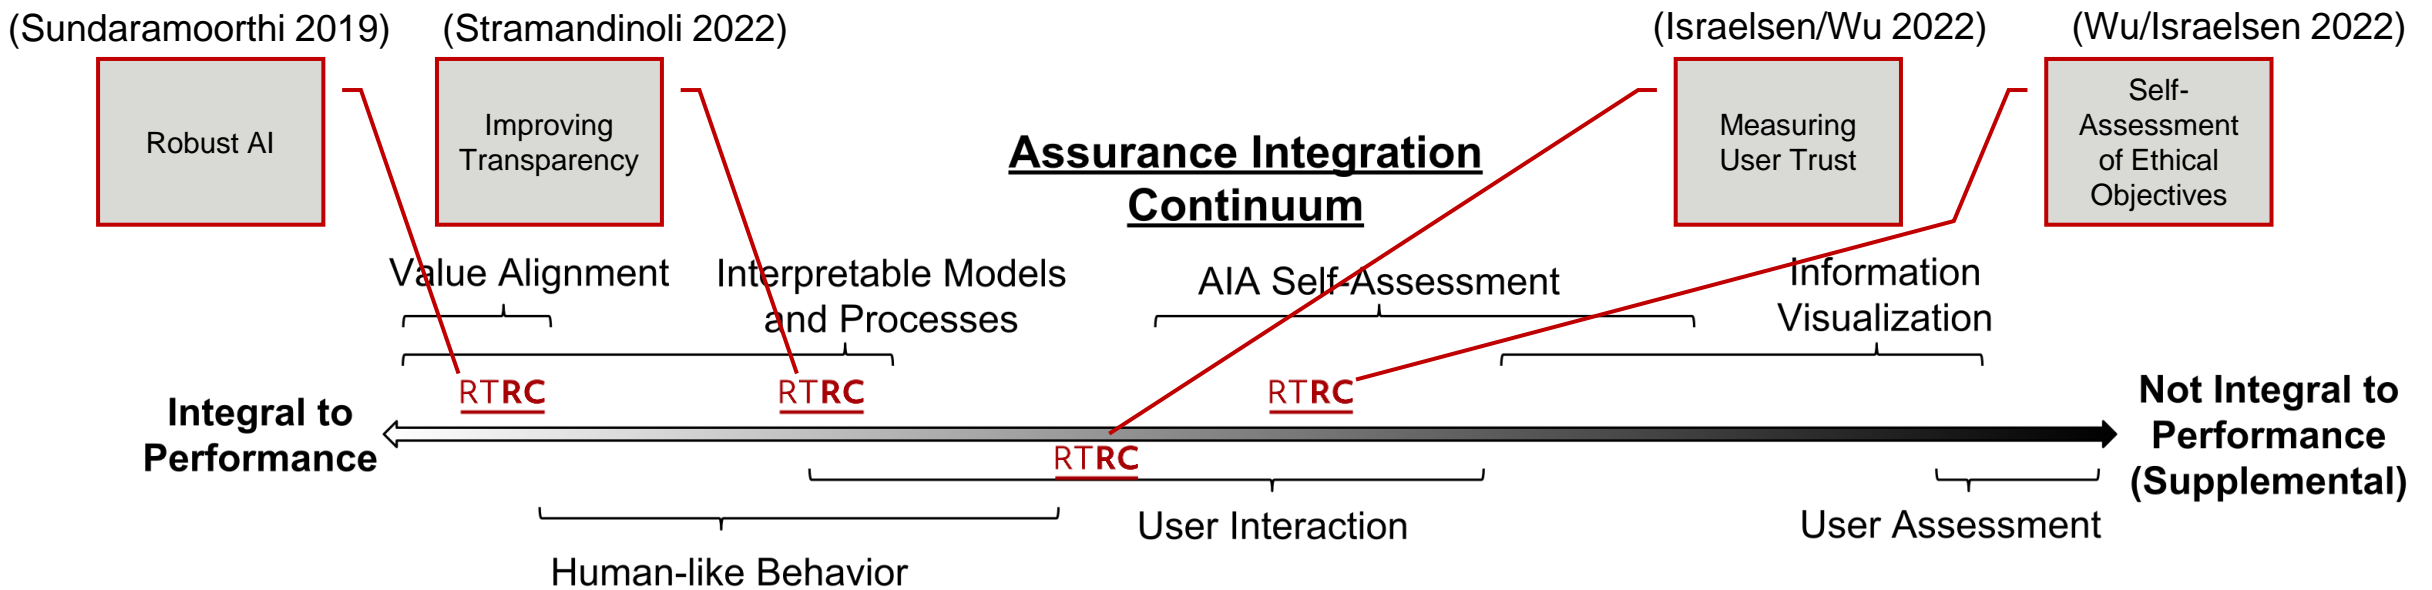 (Sundaramoorthi 2019)
(Stramandinoli 2022)
(Israelsen/Wu 2022)
(Wu/Israelsen 2022)
Robust AI
Improving
Transparency
Measuring
User Trust
Self-
Assessment
of Ethical
Objectives
Assurance Integration
Continuum
Value Alignment
Interpretable Models
and Processes
AIA Self-Assessment
Information
Visualization
RTRC
RTRC
RTRC
Integral to
Performance
Not Integral to
Performance
(Supplemental)
RTRC
User Interaction
User Assessment
Human-like Behavior